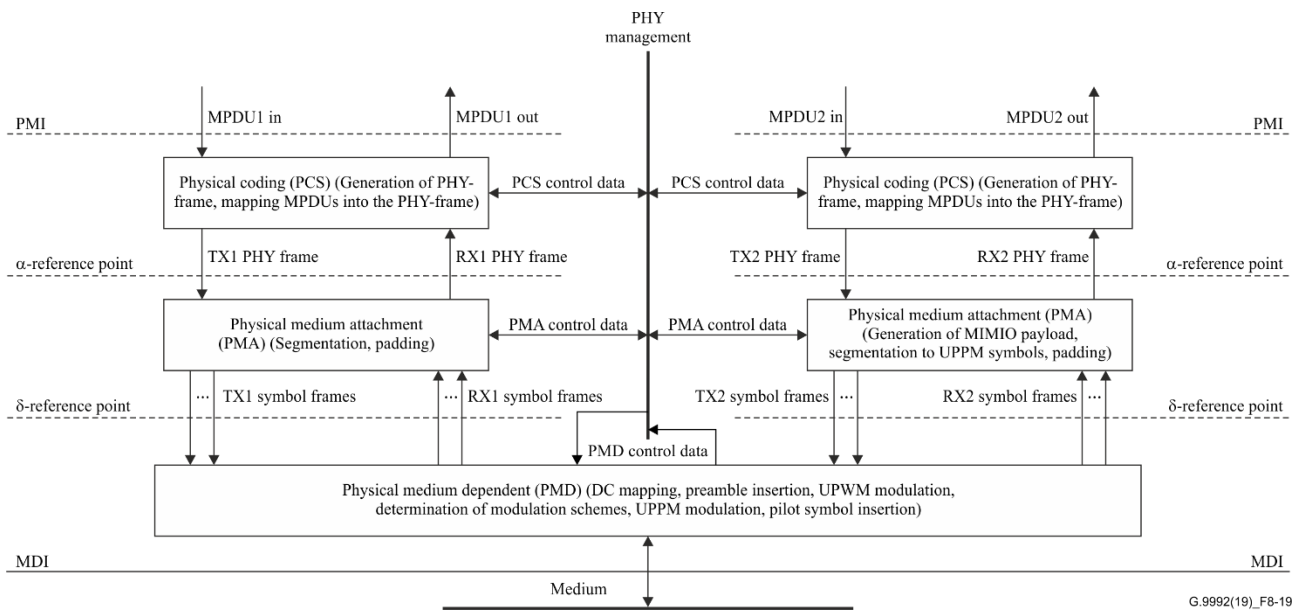 PHY
management
MPDU1 in
MPDU1 out
MPDU2 in
MPDU2 out
PMI
PMI
Physical coding (PCS) (Generation of PHY-
frame, mapping MPDUs into the PHY-frame)
PCS control data
PCS control data
Physical coding (PCS) (Generation of PHY-
frame, mapping MPDUs into the PHY-frame)
TX1 PHY frame
RX1 PHY frame
TX2 PHY frame
RX2 PHY frame
α-reference point
α-reference point
Physical medium attachment
(PMA) (Segmentation, padding)
PMA control data
PMA control data
Physical medium attachment (PMA)
(Generation of MIMIO payload,
segmentation to UPPM symbols, padding)
... TX1 symbol frames
... RX1 symbol frames
TX2 symbol frames ...
RX2 symbol frames ...
δ-reference point
δ-reference point
PMD control data
Physical medium dependent (PMD) (DC mapping, preamble insertion, UPWM modulation,
determination of modulation schemes, UPPM modulation, pilot symbol insertion)
MDI
MDI
Medium
G.9992(19)_F8-19